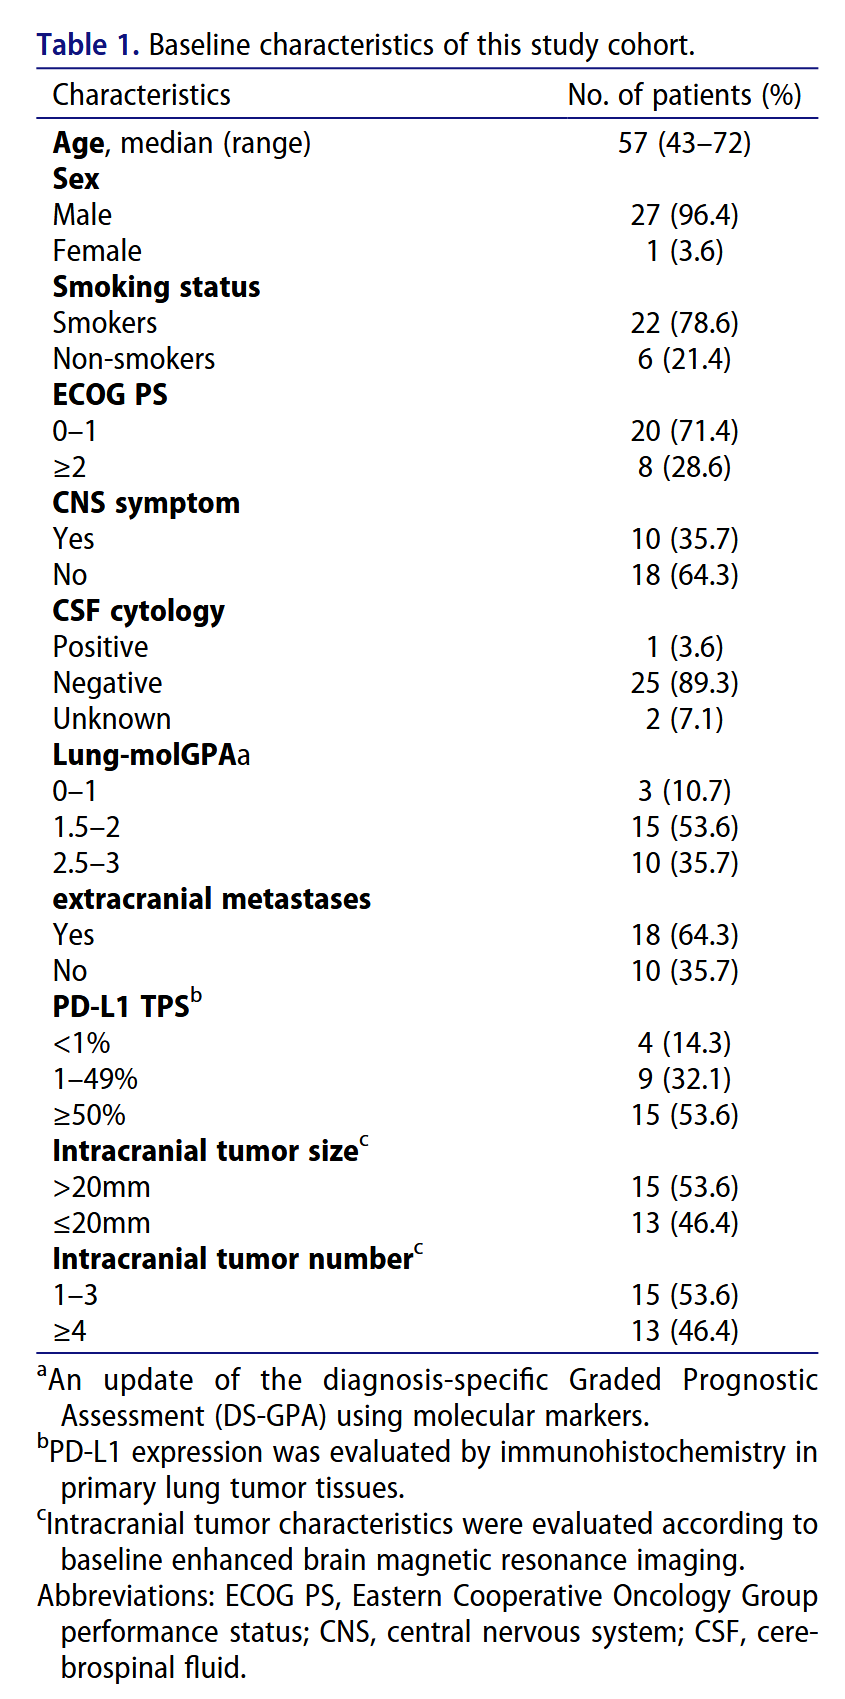 Table 1. Baseline characteristics of this study cohort.
Characteristics No. of patients (%)
Age, median (range) 57 (43–72)
Sex
Male 27 (96.4)
Female 1 (3.6)
Smoking status
Smokers 22 (78.6)
Non-smokers 6 (21.4)
ECOG PS
0–1 20 (71.4)
≥2 8 (28.6)
CNS symptom
Yes 10 (35.7)
No 18 (64.3)
CSF cytology
Positive 1 (3.6)
Negative 25 (89.3)
Unknown 2 (7.1)
Lung-molGPAa
0–1 3 (10.7)
1.5–2 15 (53.6)
2.5–3 10 (35.7)
extracranial metastases
Yes 18 (64.3)
No 10 (35.7)
PD-L1 TPSb
<1% 4 (14.3)
1–49% 9 (32.1)
≥50% 15 (53.6)
Intracranial tumor sizec
>20mm 15 (53.6)
≤20mm 13 (46.4)
Intracranial tumor numberc
1–3 15 (53.6)
≥4 13 (46.4)
aAn update of the diagnosis-specific Graded Prognostic
Assessment (DS-GPA) using molecular markers.
bPD-L1 expression was evaluated by immunohistochemistry in
primary lung tumor tissues.
cIntracranial tumor characteristics were evaluated according to
baseline enhanced brain magnetic resonance imaging.
Abbreviations: ECOG PS, Eastern Cooperative Oncology Group
performance status; CNS, central nervous system; CSF, cere-
brospinal fluid.